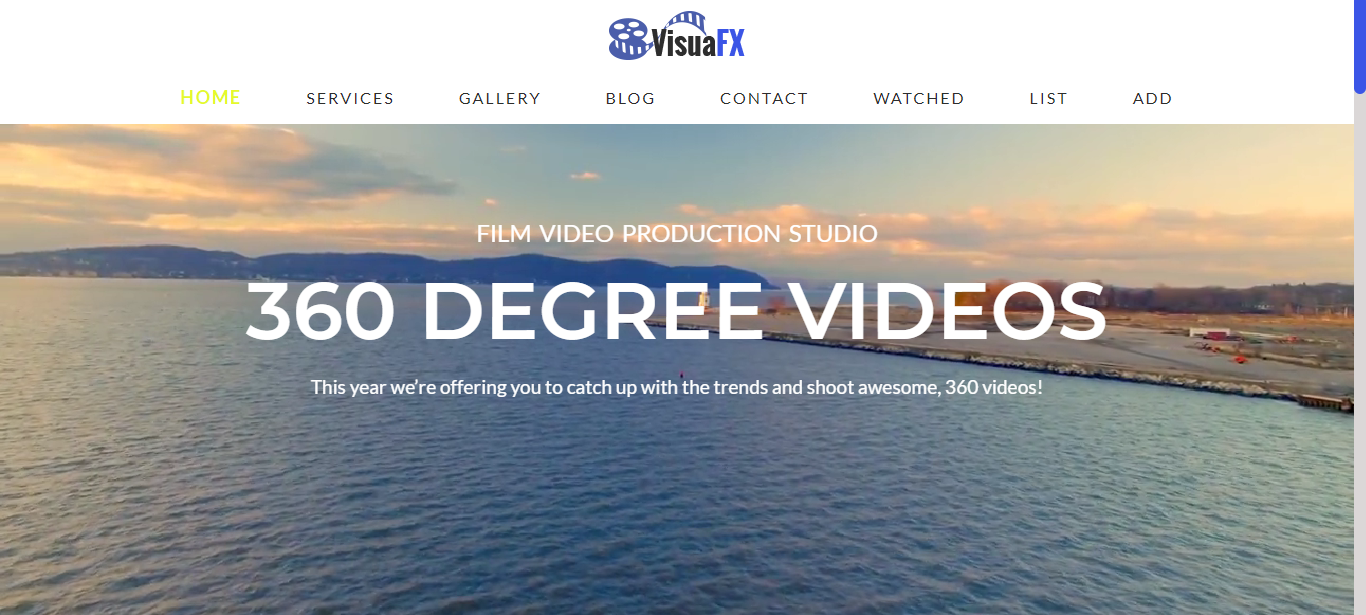 VisuaFX
HOME SERVICES GALLERY BLOG CONTACT WATCHED LIST ADD
FILM VIDEO PRODUCTION STUDIO
360 DEGREE VIDEOS
This year we're offering you to catch up with the trends and shoot awesome, 360 videos!